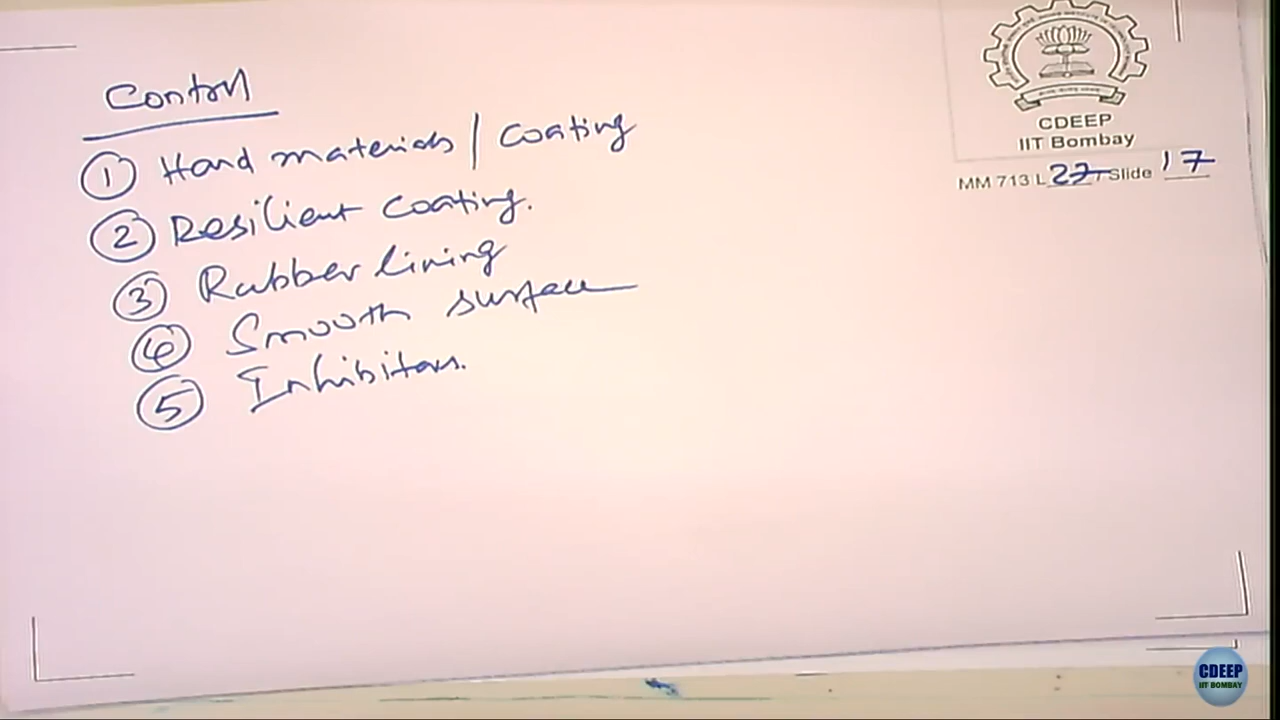 Control
① Hard materials / coating
② Resilient coating.
③ Rubber lining
④ Smooth surface
⑤ Inhibitors.
CDEEP
IIT Bombay
MM 713 L 27 / Slide 17
CDEEP
IIT BOMBAY